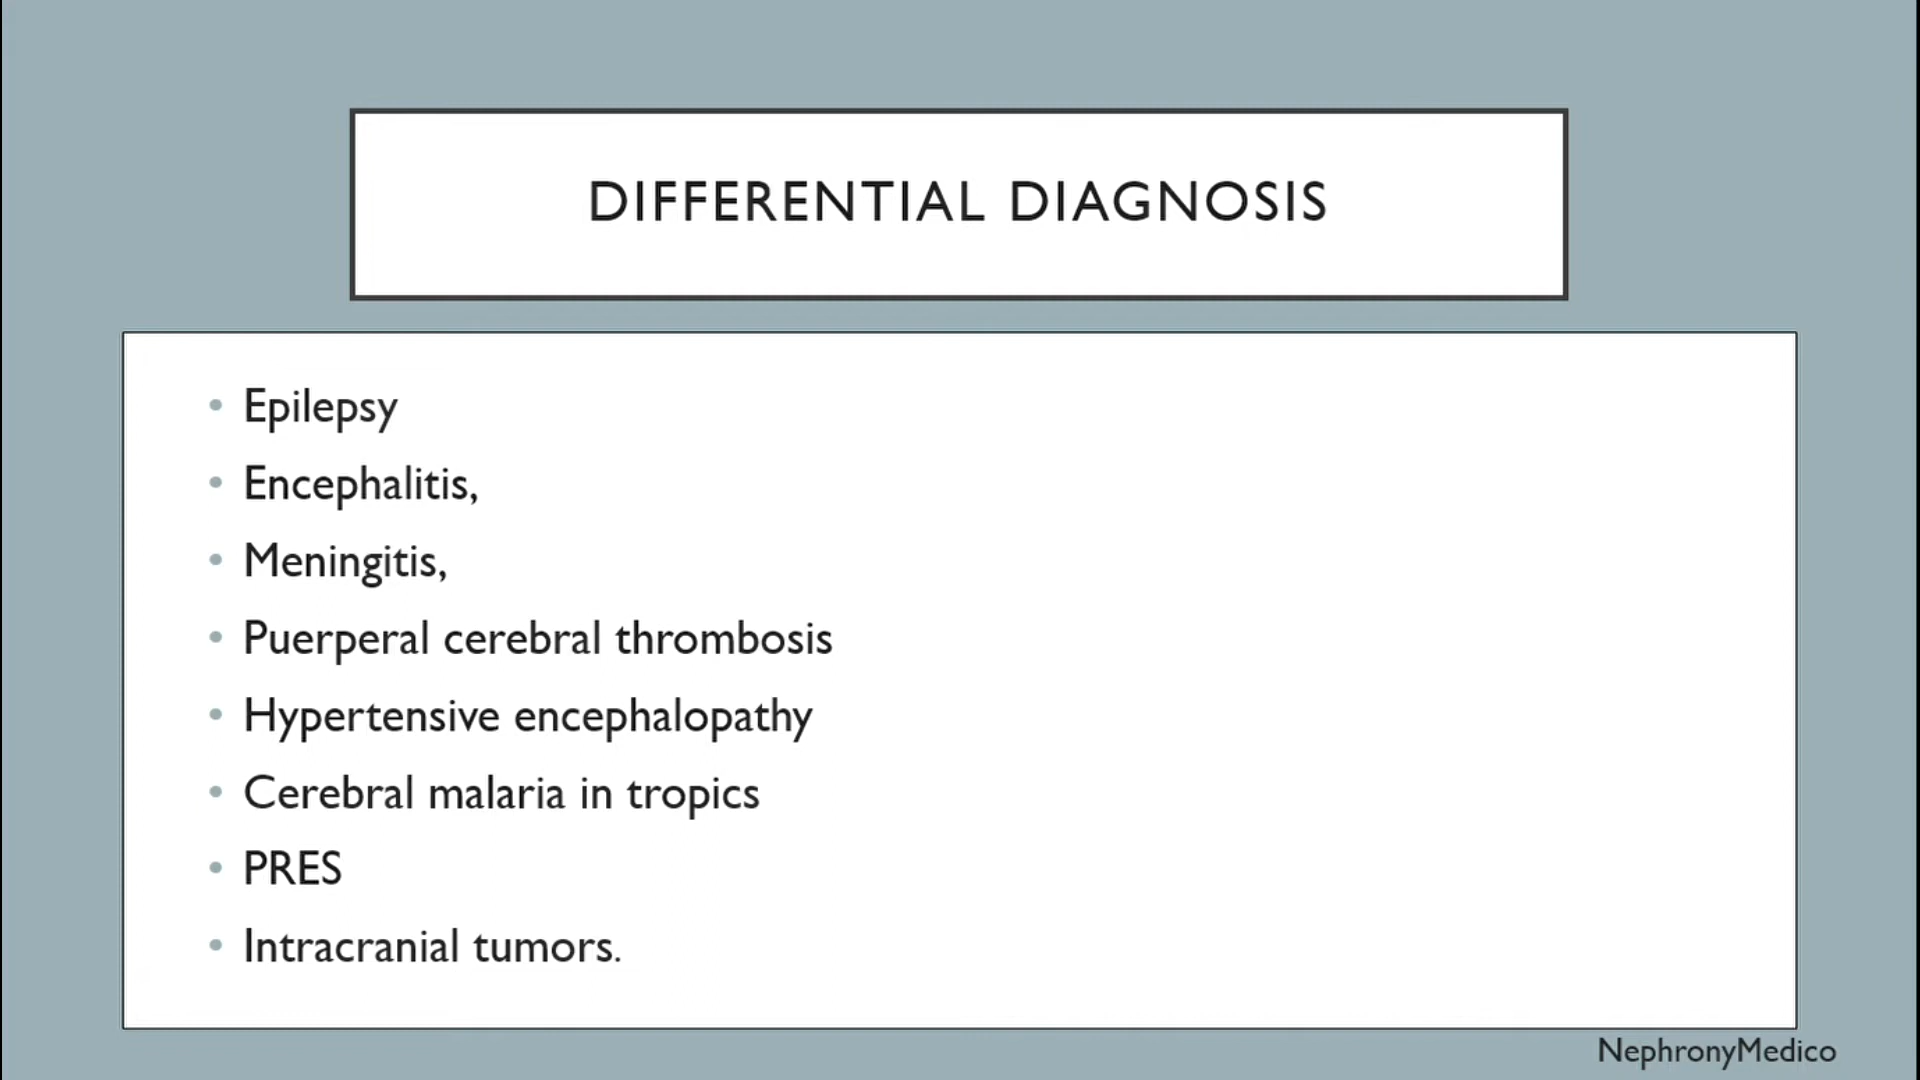 DIFFERENTIAL DIAGNOSIS
• Epilepsy
• Encephalitis,
• Meningitis,
• Puerperal cerebral thrombosis
• Hypertensive encephalopathy
• Cerebral malaria in tropics
• PRES
• Intracranial tumors.
NephronyMedico